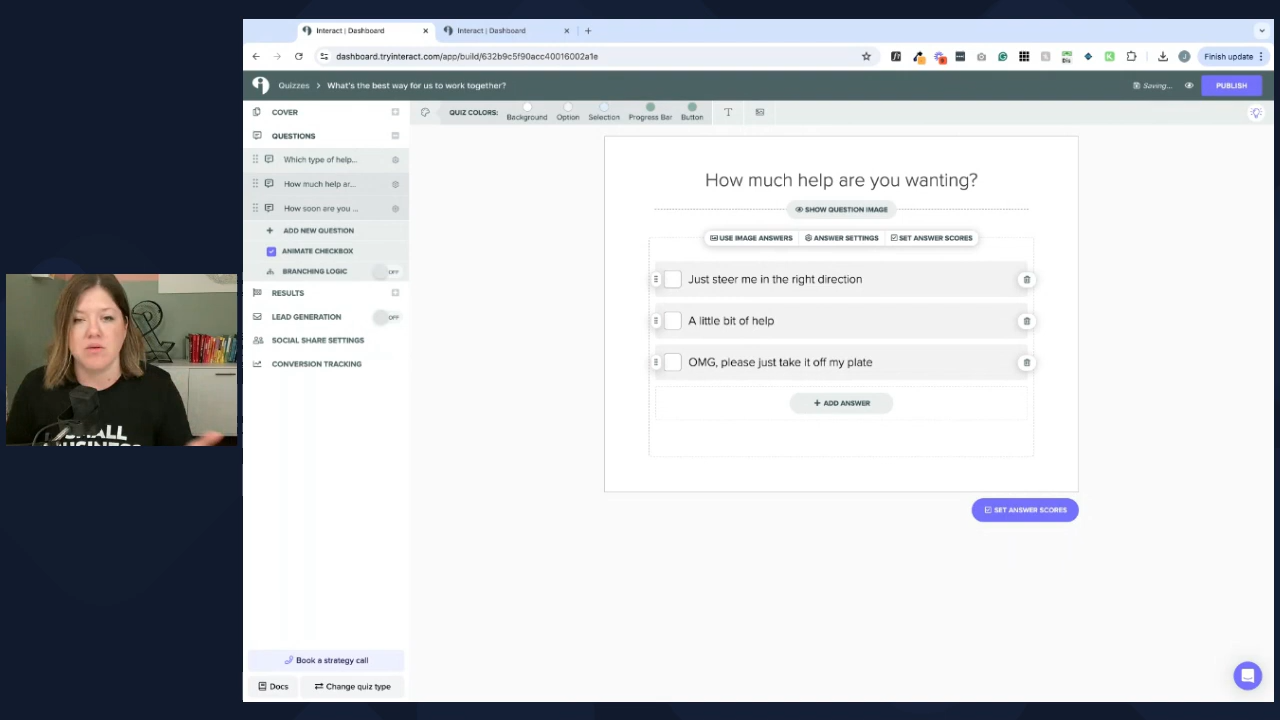 Interact | Dashboard
Interact | Dashboard
dashboard.tryinteract.com/app/build/632b9c5f90acc40016002a1e
Finish update
Quizzes
What's the best way for us to work together?
Saving...
PUBLISH
COVER
QUESTIONS
Which type of help...
How much help ar...
How soon are you ...
ADD NEW QUESTION
ANIMATE CHECKBOX
BRANCHING LOGIC
OFF
RESULTS
LEAD GENERATION
OFF
SOCIAL SHARE SETTINGS
CONVERSION TRACKING
Book a strategy call
Docs
Change quiz type
QUIZ COLORS:
Background
Option
Selection
Progress Bar
Button
How much help are you wanting?
SHOW QUESTION IMAGE
USE IMAGE ANSWERS
ANSWER SETTINGS
SET ANSWER SCORES
Just steer me in the right direction
A little bit of help
OMG, please just take it off my plate
ADD ANSWER
SET ANSWER SCORES